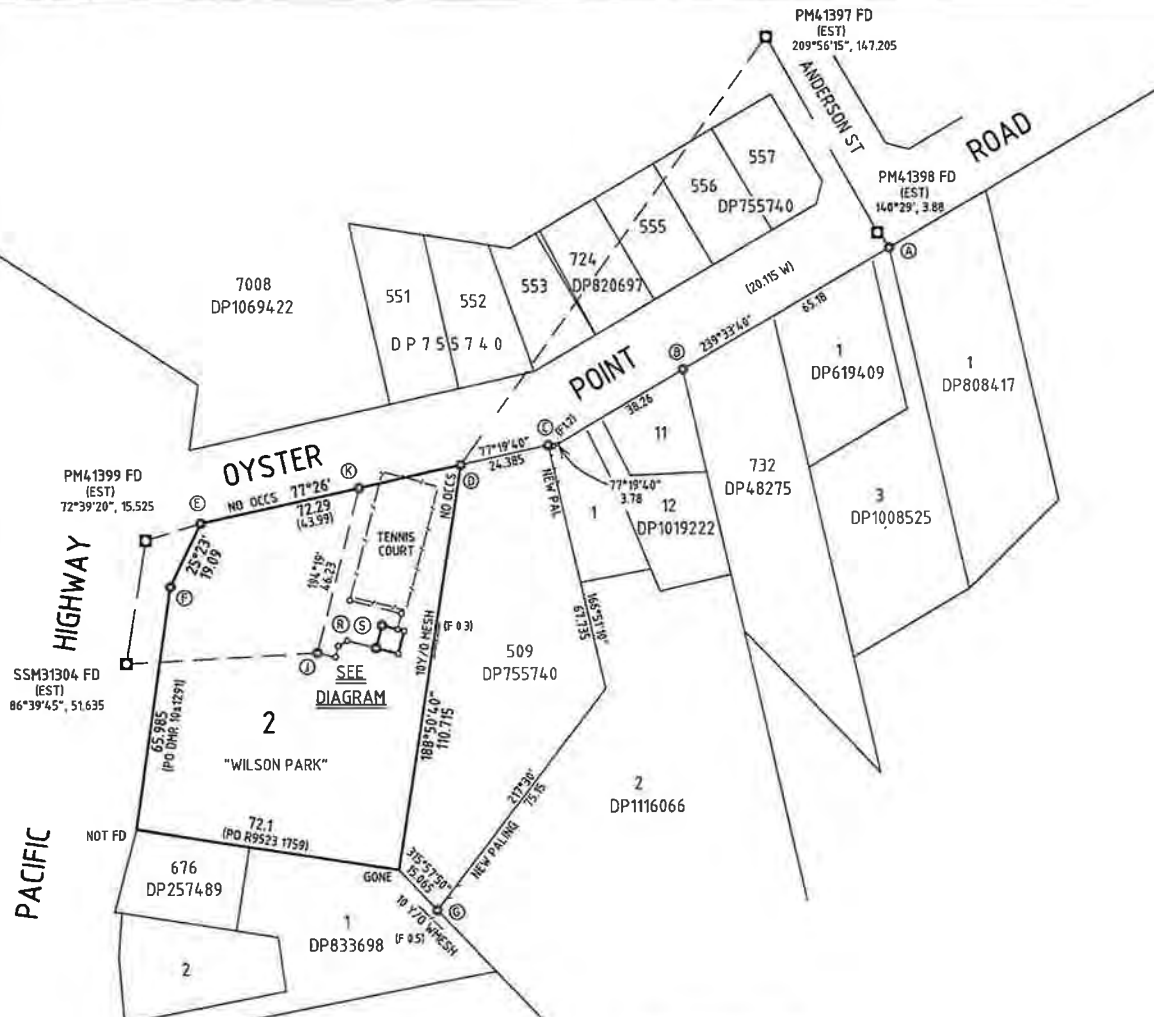 PM41397 FD
(EST)
209°56'15", 147.205
ANDERSON ST
ROAD
PM41398 FD
(EST)
140°29', 3.88
A
557
556
DP755740
555
724
DP820697
553
552
551
DP755740
7008
DP1069422
(20.115 W)
65.18
239°33'40"
B
POINT
38.26
(F1.2)
C
77°19'40"
24.385
D
77°19'40"
3.78
1
DP619409
1
DP808417
11
732
DP48275
3
DP1008525
12
DP1019222
1
NEW PAL
OYSTER
K
PM41399 FD
(EST)
72°39'20", 15.525
E
NO OCCS 77°26'
72.29
(43.99)
NO OCCS
TENNIS
COURT
194°19'
46.23
25°23'
19.09
F
HIGHWAY
R S
(F 0.3)
10Y/O MESH
J
SEE
DIAGRAM
SSM31304 FD
(EST)
86°39'45", 51.635
166°51'10"
67.735
509
DP755740
65.985
2
"WILSON PARK"
188°50'40"
110.715
2
DP1116066
217°30'
75.15
NEW PALING
72.1
(PO R9523 1759)
NOT FD
GONE
315°57'50"
15.065
G
10 Y/O WMESH
(F 0.5)
PACIFIC
676
DP257489
1
DP833698
2